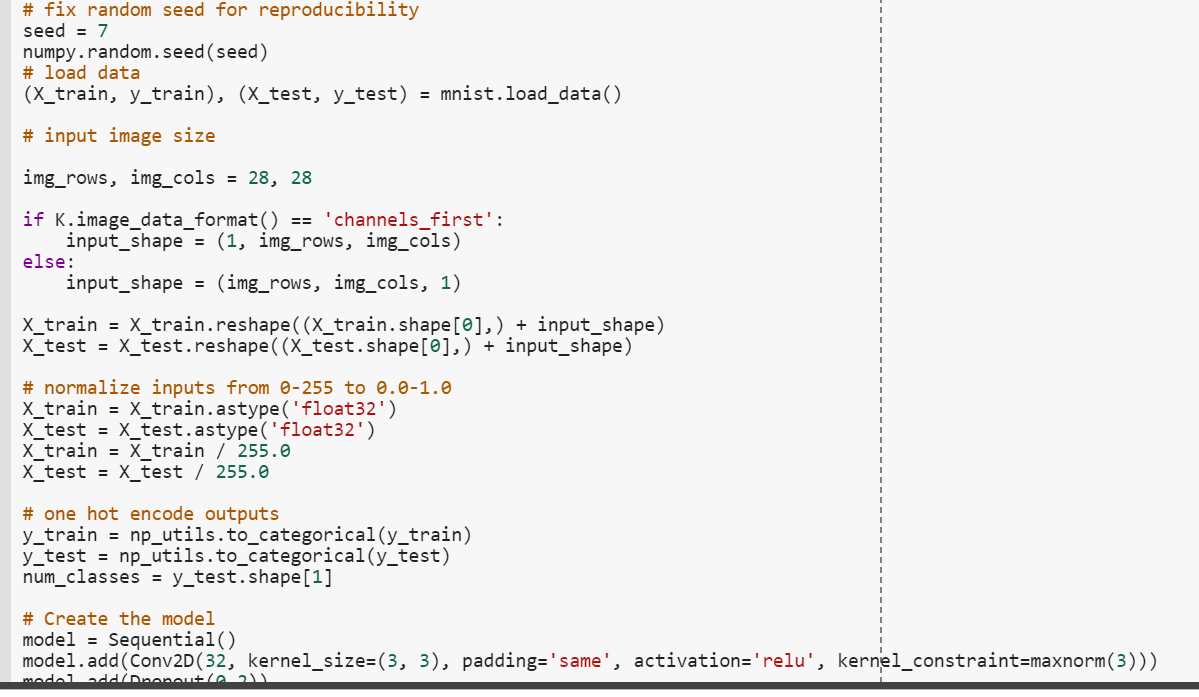 # fix random seed for reproducibility
seed = 7
numpy.random.seed(seed)
# load data
(X_train, y_train), (X_test, y_test) = mnist.load_data()
# input image size
img_rows, img_cols = 28, 28
if K.image_data_format() == 'channels_first':
    input_shape = (1, img_rows, img_cols)
else:
    input_shape = (img_rows, img_cols, 1)
X_train = X_train.reshape((X_train.shape[0],) + input_shape)
X_test = X_test.reshape((X_test.shape[0],) + input_shape)
# normalize inputs from 0-255 to 0.0-1.0
X_train = X_train.astype('float32')
X_test = X_test.astype('float32')
X_train = X_train / 255.0
X_test = X_test / 255.0
# one hot encode outputs
y_train = np_utils.to_categorical(y_train)
y_test = np_utils.to_categorical(y_test)
num_classes = y_test.shape[1]
# Create the model
model = Sequential()
model.add(Conv2D(32, kernel_size=(3, 3), padding='same', activation='relu', kernel_constraint=maxnorm(3)))
model.add(Dropout(0.2))